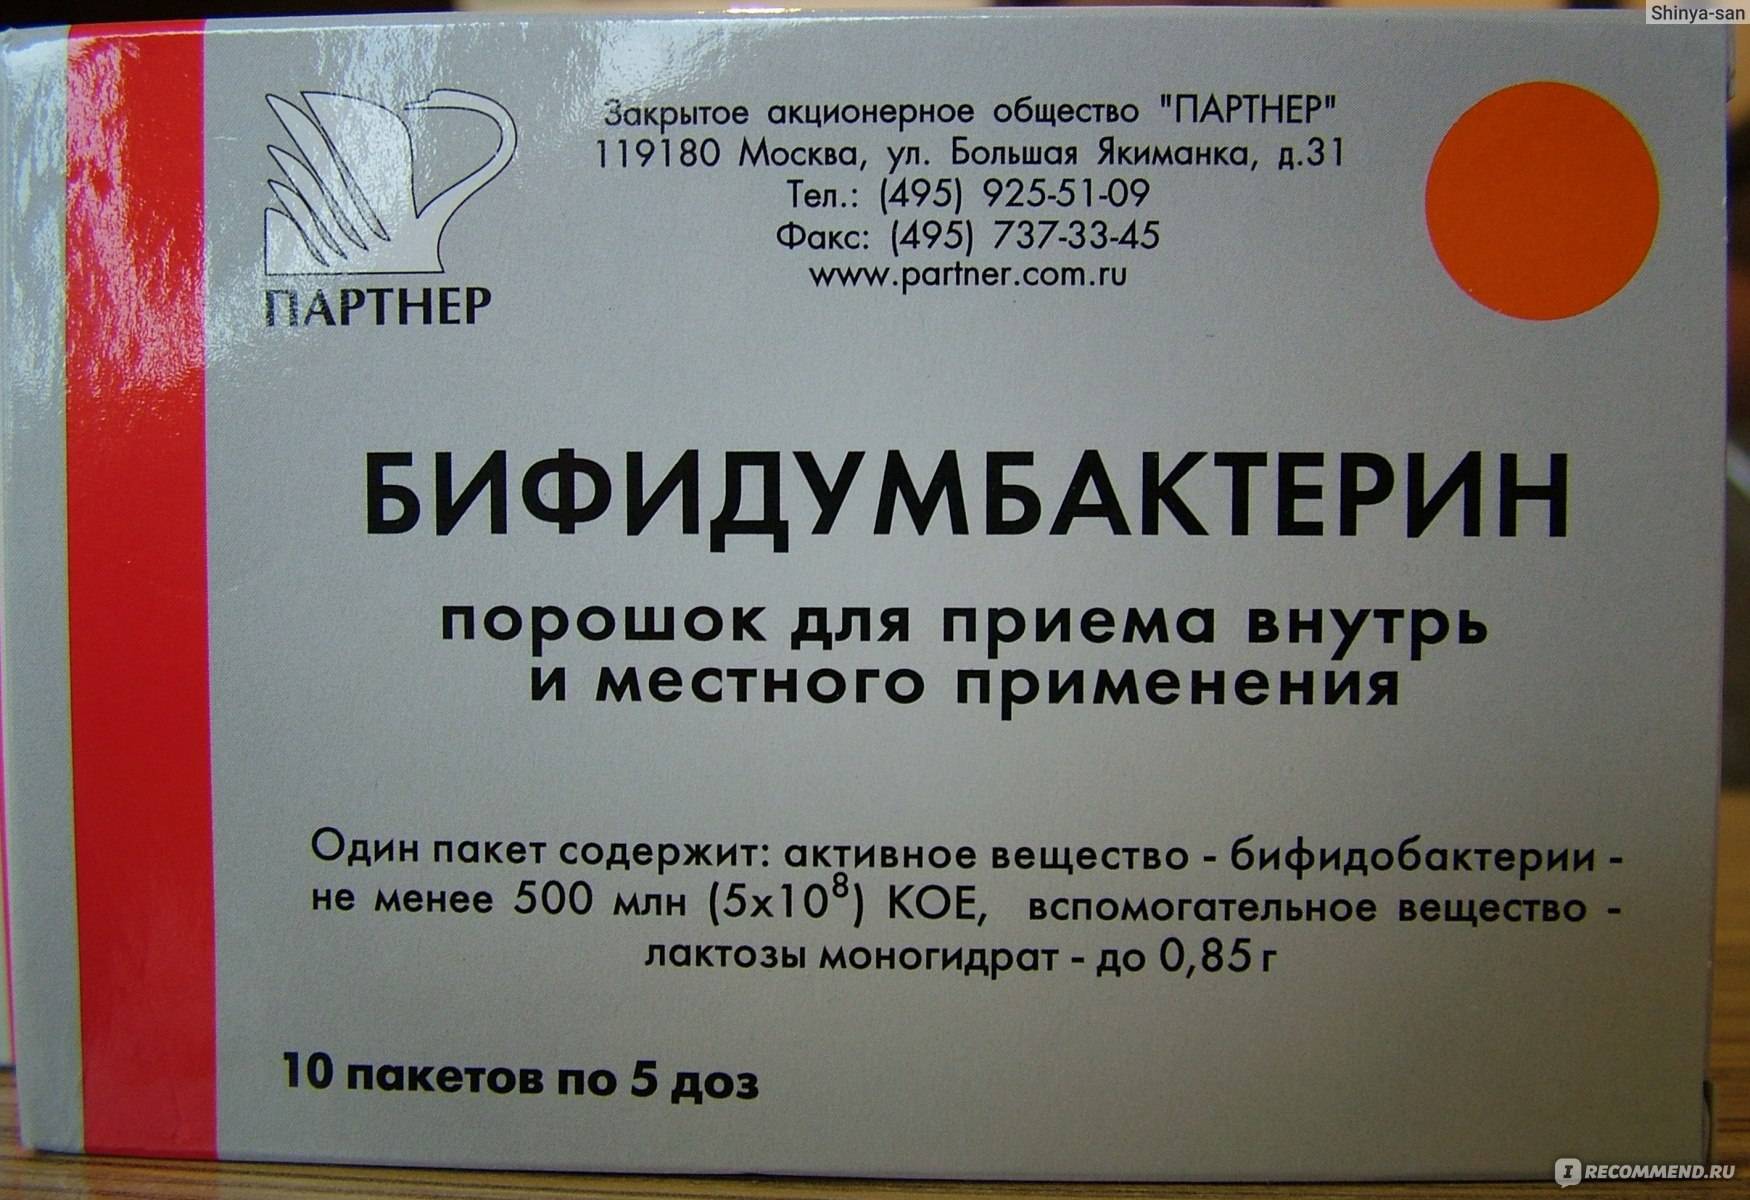 Shinya-san
ПАРТНЕР
Закрытое акционерное общество "ПАРТНЕР"
119180 Москва, ул. Большая Якиманка, д.31
Тел.: (495) 925-51-09
Факс: (495) 737-33-45
www.partner.com.ru
БИФИДУМБАКТЕРИН
порошок для приема внутрь
и местного применения
Один пакет содержит: активное вещество - бифидобактерии -
не менее 500 млн (5х10⁸) КОЕ, вспомогательное вещество -
лактозы моногидрат - до 0,85 г
10 пакетов по 5 доз
IRECOMMEND.RU